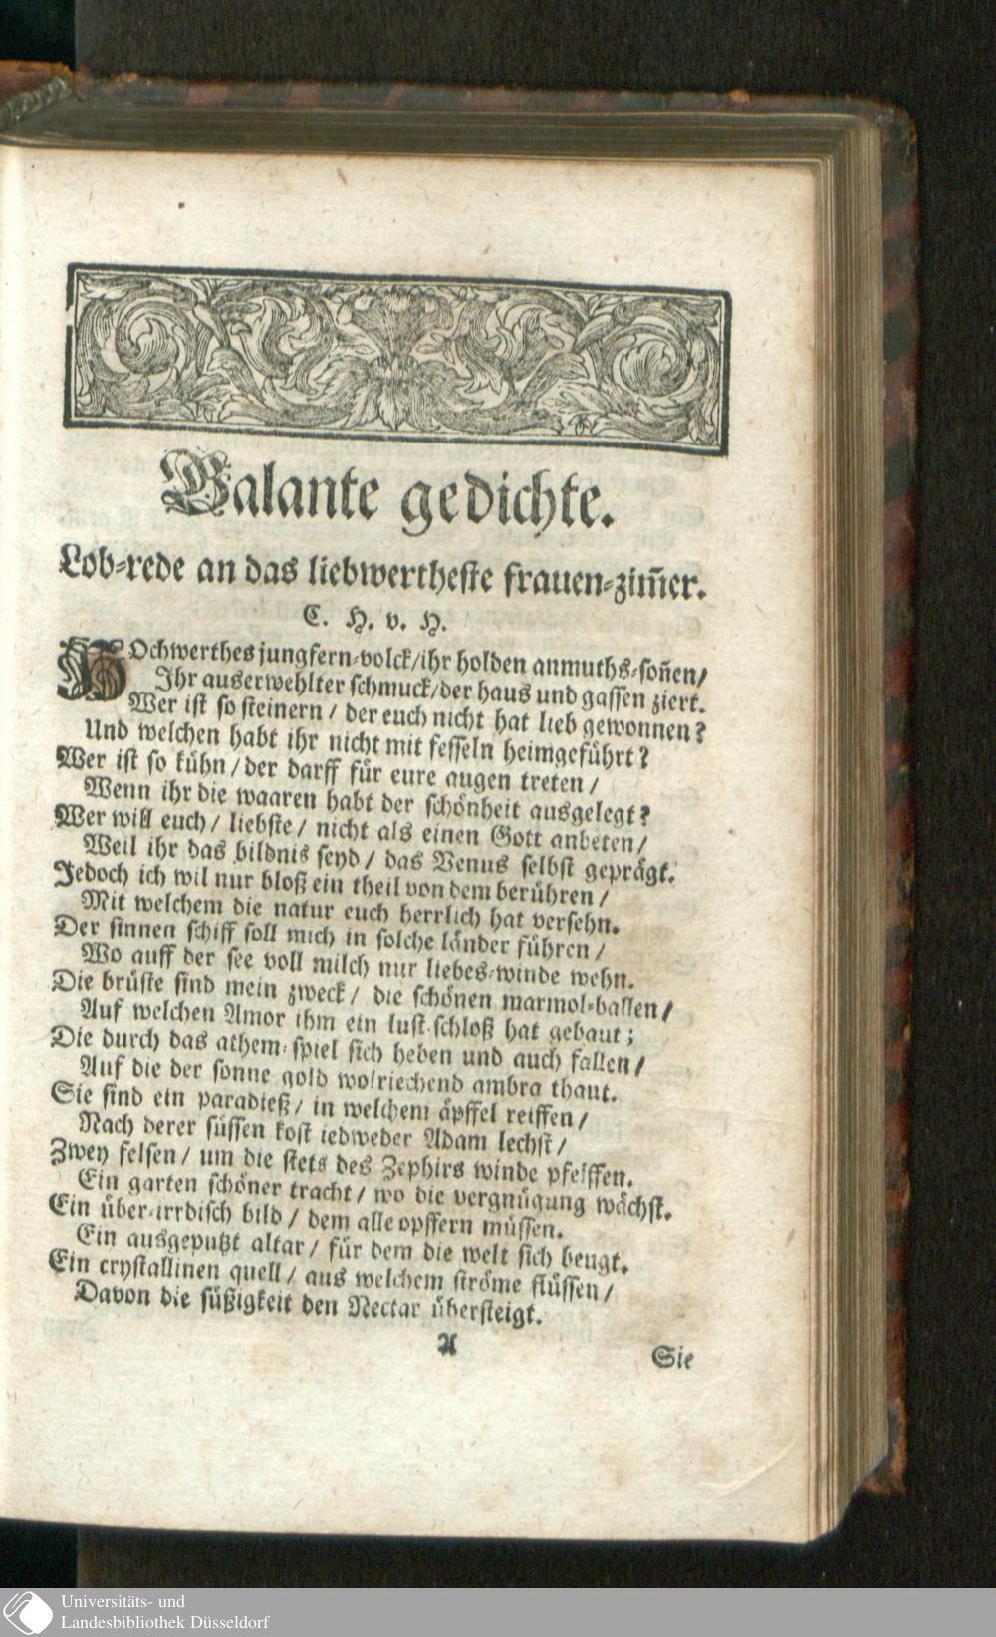 Galante gedichte.
Lob-rede an das liebwertheste frauen-zim̃er.
C. H. v. H.
HOchwerthes jungfern-volck/ihr holden anmuths-soñen/
Ihr auserwehlter schmuck/der haus und gassen ziert.
Wer ist so steinern/ der euch nicht hat lieb gewonnen?
Und welchen habt ihr nicht mit fesseln heimgeführt?
Wer ist so kühn/der darff für eure augen treten/
Wenn ihr die waaren habt der schönheit ausgelegt?
Wer will euch/ liebste/ nicht als einen Gott anbeten/
Weil ihr das bildnis seyd/ das Venus selbst geprägt.
Jedoch ich wil nur bloß ein theil von dem berühren/
Mit welchem die natur euch herrlich hat versehn.
Der sinnen schiff soll mich in solche länder führen/
Wo auff der see voll milch nur liebes-winde wehn.
Die brüste sind mein zweck/ die schönen marmol-ballen/
Auf welchen Amor ihm ein lust-schloß hat gebaut;
Die durch das athem-spiel sich heben und auch fallen/
Auf die der sonne gold wolriechend ambra thaut.
Sie sind ein paradieß/ in welchem äpffel reiffen/
Nach derer süssen kost iedweder Adam lechst/
Zwey felsen/ um die stets des Zephirs winde pfeiffen.
Ein garten schöner tracht/ wo die vergnügung wächst.
Ein über-irrdisch bild/ dem alle opffern müssen.
Ein ausgeputzt altar/ für dem die welt sich beugt.
Ein crystallinen quell/ aus welchem ströme flüssen/
Davon die süßigkeit den Nectar übersteigt.
A
Sie
Universitäts- und
Landesbibliothek Düsseldorf